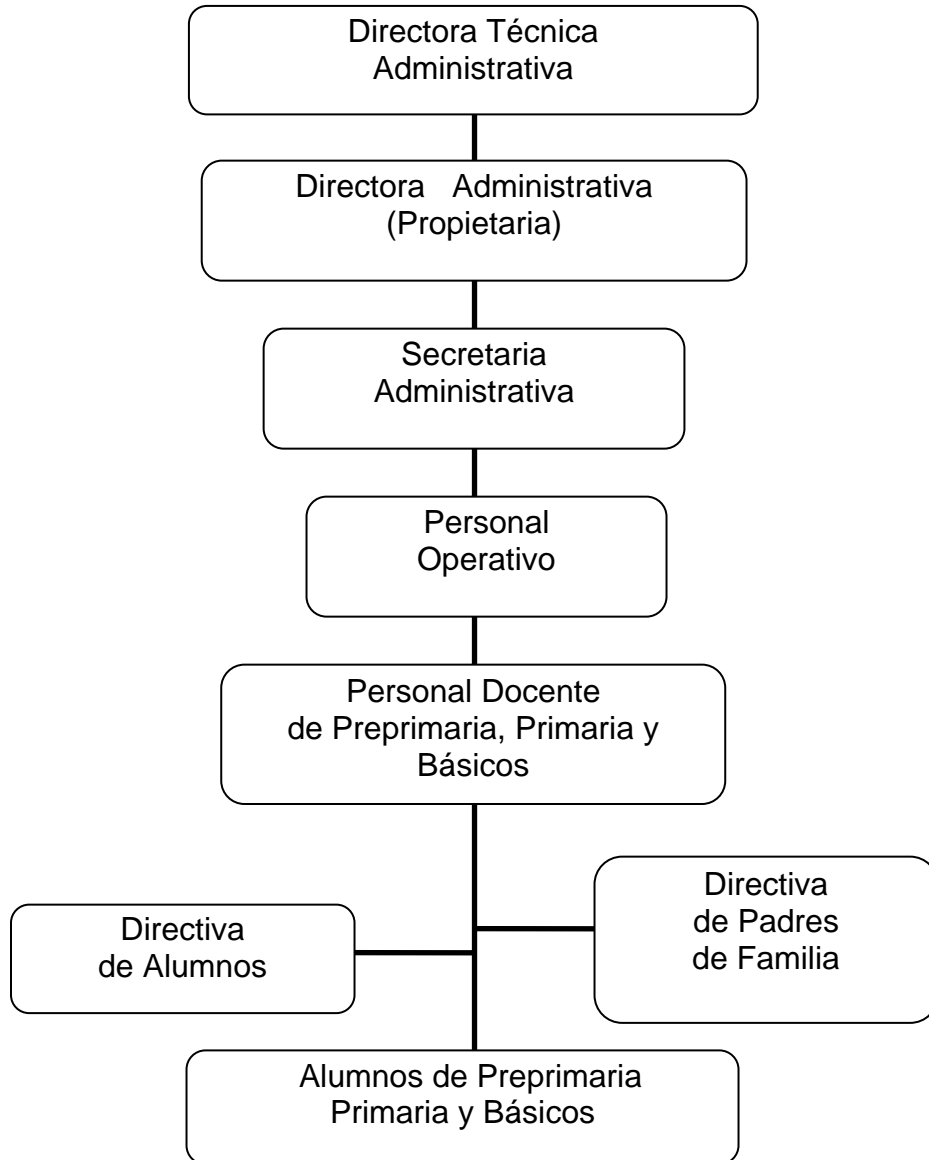 Directora Técnica
Administrativa
Directora Administrativa
(Propietaria)
Secretaria
Administrativa
Personal
Operativo
Personal Docente
de Preprimaria, Primaria y
Básicos
Directiva
de Alumnos
Directiva
de Padres
de Familia
Alumnos de Preprimaria
Primaria y Básicos